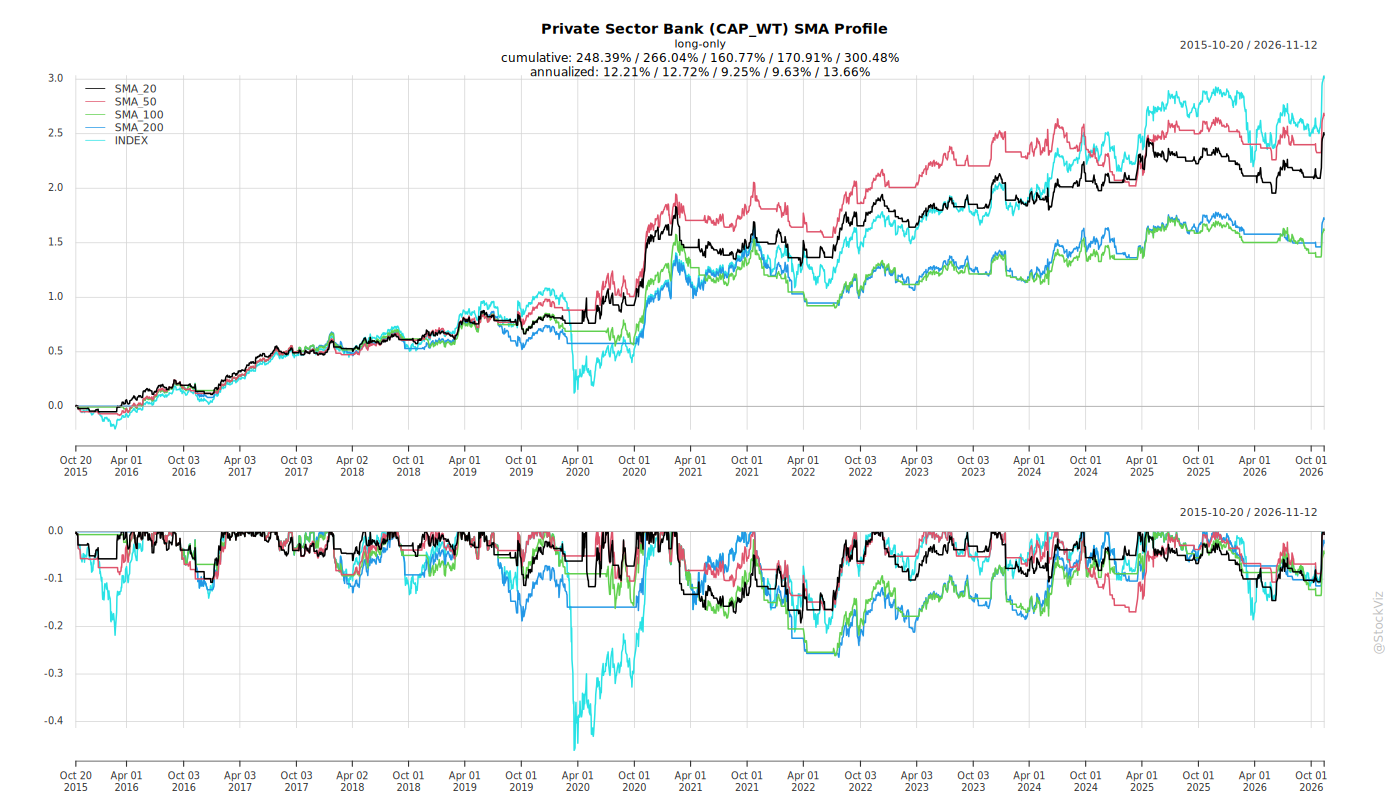 Private Sector Bank (CAP_WT) SMA Profile
long-only
cumulative: 248.39% / 266.04% / 160.77% / 170.91% / 300.48%
annualized: 12.21% / 12.72% / 9.25% / 9.63% / 13.66%
2015-10-20 / 2026-11-12
SMA_20
SMA_50
SMA_100
SMA_200
INDEX
3.0
2.5
2.0
1.5
1.0
0.5
0.0
Oct 20 Apr 01 Oct 03 Apr 03 Oct 03 Apr 02 Oct 01 Apr 01 Oct 01 Apr 01 Oct 01 Apr 01 Oct 01 Apr 01 Oct 03 Apr 03 Oct 03 Apr 01 Oct 01 Apr 01 Oct 01 Apr 01 Oct 01
2015 2016 2016 2017 2017 2018 2018 2019 2019 2020 2020 2021 2021 2022 2022 2023 2023 2024 2024 2025 2025 2026 2026
2015-10-20 / 2026-11-12
0.0
-0.1
-0.2
-0.3
-0.4
Oct 20 Apr 01 Oct 03 Apr 03 Oct 03 Apr 02 Oct 01 Apr 01 Oct 01 Apr 01 Oct 01 Apr 01 Oct 01 Apr 01 Oct 03 Apr 03 Oct 03 Apr 01 Oct 01 Apr 01 Oct 01 Apr 01 Oct 01
2015 2016 2016 2017 2017 2018 2018 2019 2019 2020 2020 2021 2021 2022 2022 2023 2023 2024 2024 2025 2025 2026 2026
@StockViz